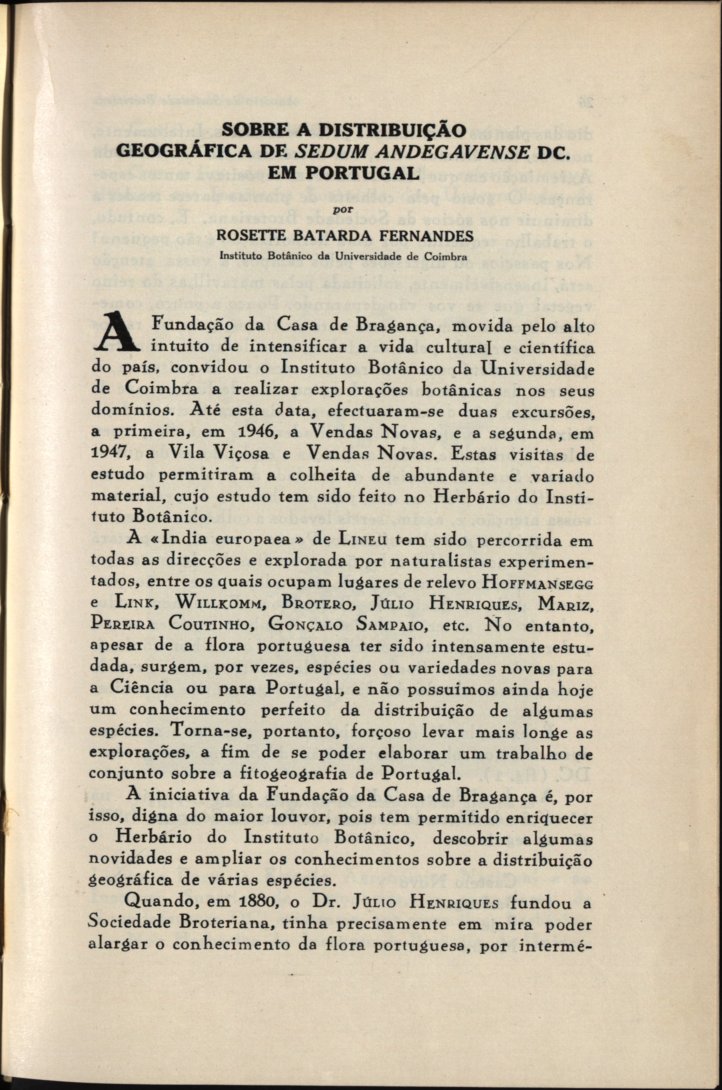 SOBRE A DISTRIBUIÇÃO
GEOGRÁFICA DE SEDUM ANDEGAVENSE DC.
EM PORTUGAL
por
ROSETTE BATARDA FERNANDES
Instituto Botânico da Universidade de Coimbra
A Fundação da Casa de Bragança, movida pelo alto
intuito de intensificar a vida cultural e científica
do país, convidou o Instituto Botânico da Universidade
de Coimbra a realizar explorações botânicas nos seus
domínios. Até esta data, efectuaram-se duas excursões,
a primeira, em 1946, a Vendas Novas, e a segunda, em
1947, a Vila Viçosa e Vendas Novas. Estas visitas de
estudo permitiram a colheita de abundante e variado
material, cujo estudo tem sido feito no Herbário do Insti-
tuto Botânico.
A «India europaea» de LINEU tem sido percorrida em
todas as direcções e explorada por naturalistas experimen-
tados, entre os quais ocupam lugares de relevo HOFFMANSEGG
e LINK, WILLKOMM, BROTERO, JÚLIO HENRIQUES, MARIZ,
PEREIRA COUTINHO, GONÇALO SAMPAIO, etc. No entanto,
apesar de a flora portuguesa ter sido intensamente estu-
dada, surgem, por vezes, espécies ou variedades novas para
a Ciência ou para Portugal, e não possuimos ainda hoje
um conhecimento perfeito da distribuição de algumas
espécies. Torna-se, portanto, forçoso levar mais longe as
explorações, a fim de se poder elaborar um trabalho de
conjunto sobre a fitogeografia de Portugal.
A iniciativa da Fundação da Casa de Bragança é, por
isso, digna do maior louvor, pois tem permitido enriquecer
o Herbário do Instituto Botânico, descobrir algumas
novidades e ampliar os conhecimentos sobre a distribuição
geográfica de várias espécies.
Quando, em 1880, o Dr. JÚLIO HENRIQUES fundou a
Sociedade Broteriana, tinha precisamente em mira poder
alargar o conhecimento da flora portuguesa, por intermé-